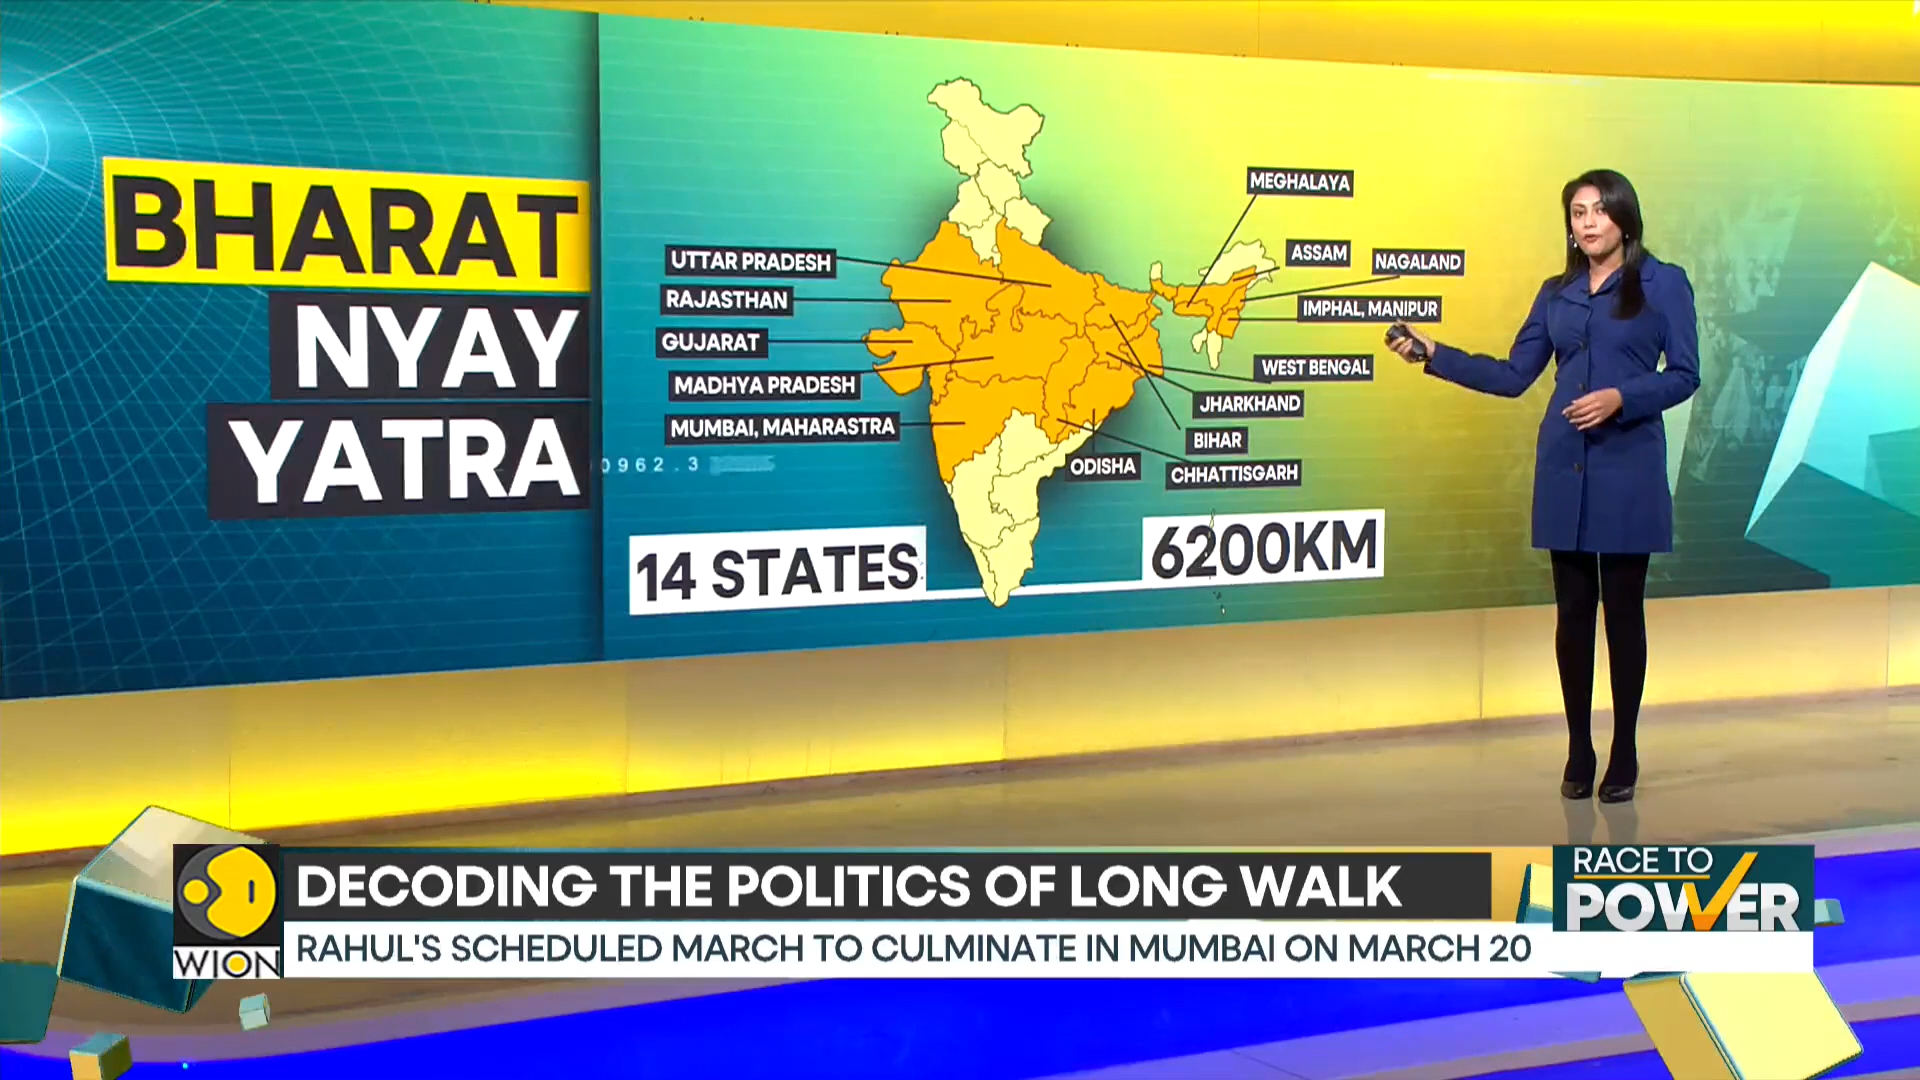 BHARAT
NYAY
YATRA
UTTAR PRADESH
RAJASTHAN
GUJARAT
MADHYA PRADESH
MUMBAI, MAHARASTRA
0962.3
MEGHALAYA
ASSAM
NAGALAND
IMPHAL, MANIPUR
WEST BENGAL
JHARKHAND
BIHAR
ODISHA
CHHATTISGARH
14 STATES
6200KM
DECODING THE POLITICS OF LONG WALK
RACE TO
POWER
WION
RAHUL'S SCHEDULED MARCH TO CULMINATE IN MUMBAI ON MARCH 20